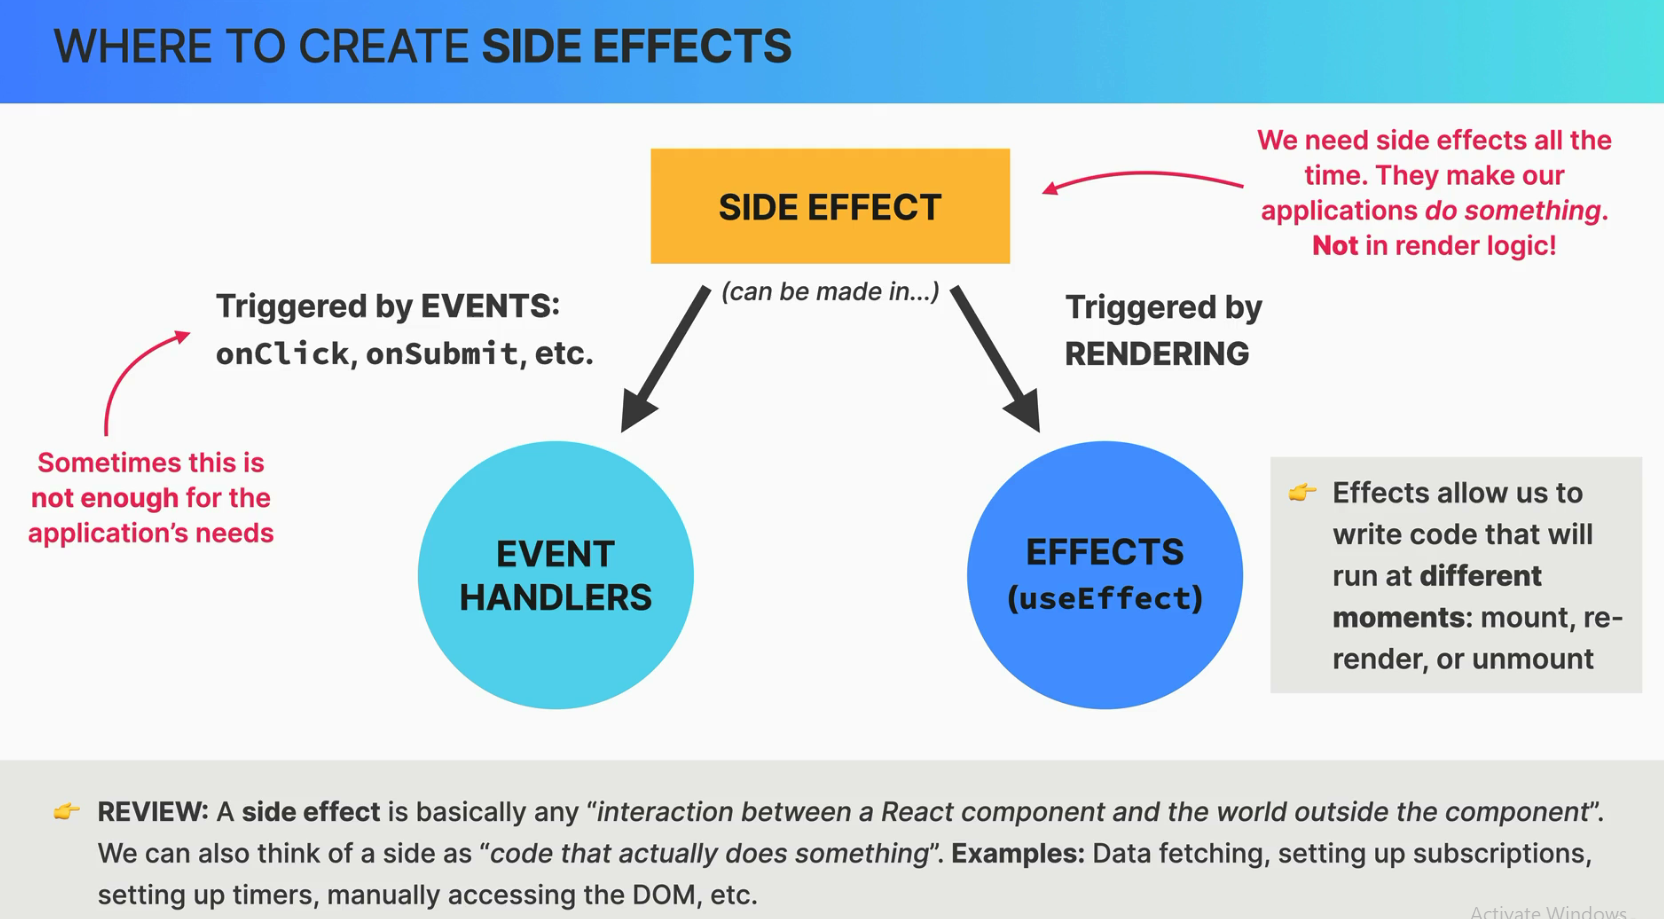 WHERE TO CREATE SIDE EFFECTS
We need side effects all the
time. They make our
applications do something.
Not in render logic!
SIDE EFFECT
(can be made in...)
Triggered by EVENTS:
onClick, onSubmit, etc.
Triggered by
RENDERING
Sometimes this is
not enough for the
application’s needs
EVENT
HANDLERS
EFFECTS
(useEffect)
👉 Effects allow us to
write code that will
run at different
moments: mount, re-
render, or unmount
👉 REVIEW: A side effect is basically any “interaction between a React component and the world outside the component”.
We can also think of a side as “code that actually does something”. Examples: Data fetching, setting up subscriptions,
setting up timers, manually accessing the DOM, etc.
Activate Windows